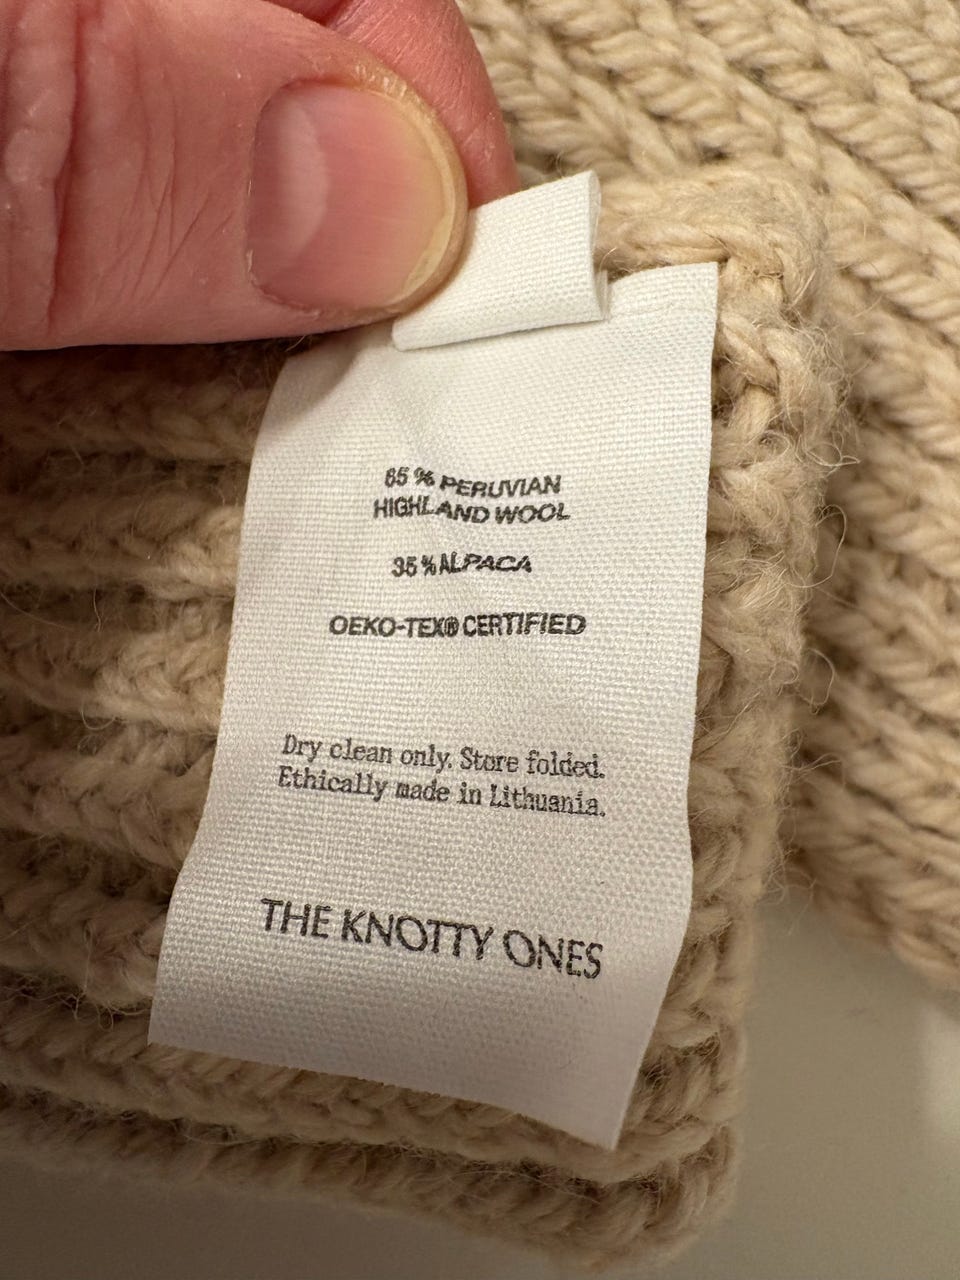 65 % PERUVIAN
HIGHLAND WOOL
35 % ALPACA
OEKO-TEX® CERTIFIED
Dry clean only. Store folded.
Ethically made in Lithuania.
THE KNOTTY ONES